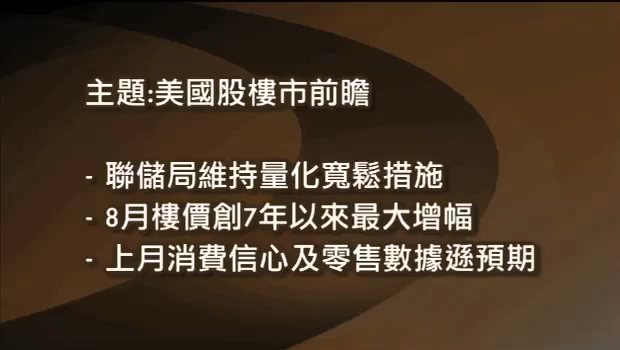 主題:美國股樓市前瞻
- 聯儲局維持量化寬鬆措施
- 8月樓價創7年以來最大增幅
- 上月消費信心及零售數據遜預期